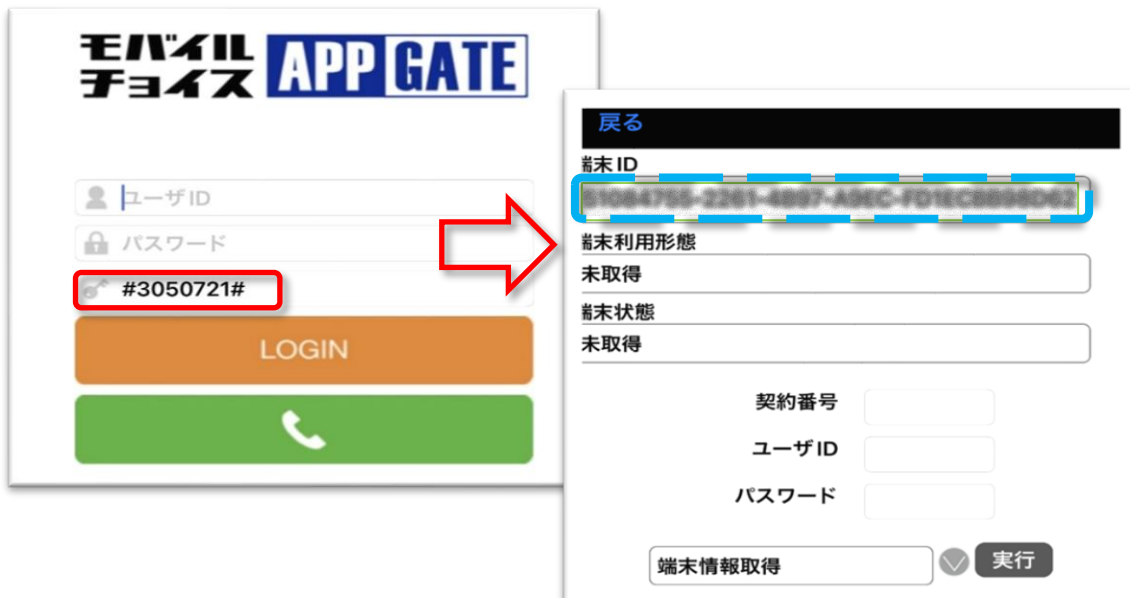 モバイル
チョイス
APP GATE
ユーザID
パスワード
#3050721#
LOGIN
戻る
端末ID
端末利用形態
未取得
端末状態
未取得
契約番号
ユーザID
パスワード
端末情報取得
実行